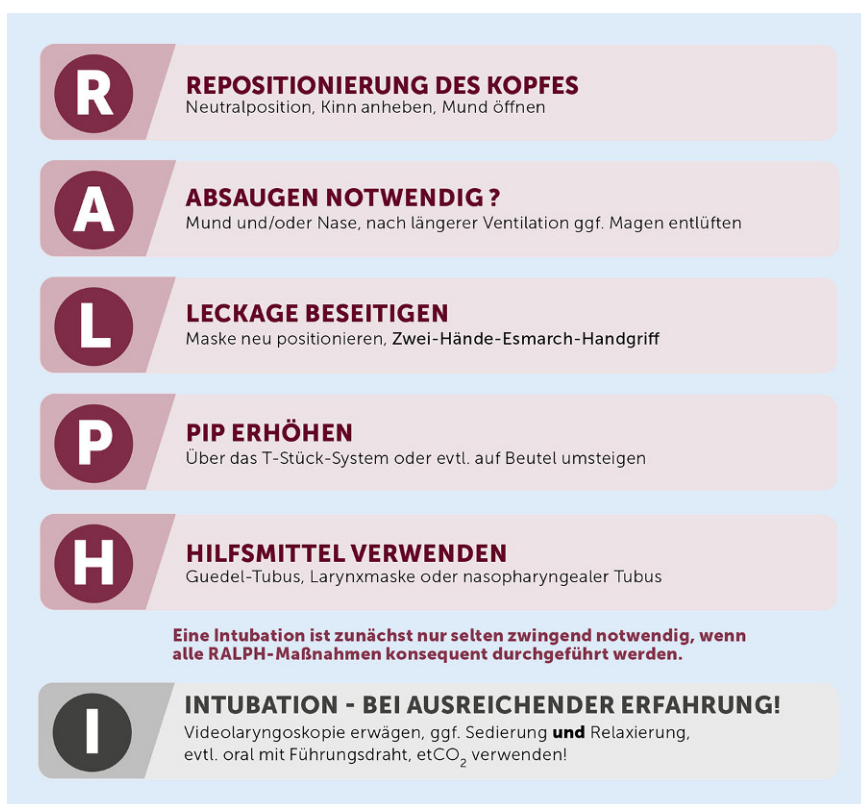 R
REPOSITIONIERUNG DES KOPFES
Neutralposition, Kinn anheben, Mund öffnen
A
ABSAUGEN NOTWENDIG ?
Mund und/oder Nase, nach längerer Ventilation ggf. Magen entlüften
L
LECKAGE BESEITIGEN
Maske neu positionieren, Zwei-Hände-Esmarch-Handgriff
P
PIP ERHÖHEN
Über das T-Stück-System oder evtl. auf Beutel umsteigen
H
HILFSMITTEL VERWENDEN
Guedel-Tubus, Larynxmaske oder nasopharyngealer Tubus
Eine Intubation ist zunächst nur selten zwingend notwendig, wenn
alle RALPH-Maßnahmen konsequent durchgeführt werden.
I
INTUBATION - BEI AUSREICHENDER ERFAHRUNG!
Videolaryngoskopie erwägen, ggf. Sedierung und Relaxierung,
evtl. oral mit Führungsdraht, etCO₂ verwenden!